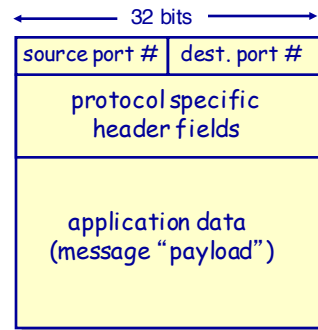 32 bits
source port # dest. port #
protocol specific
header fields
application data
(message “payload”)